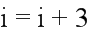 i = i + 3